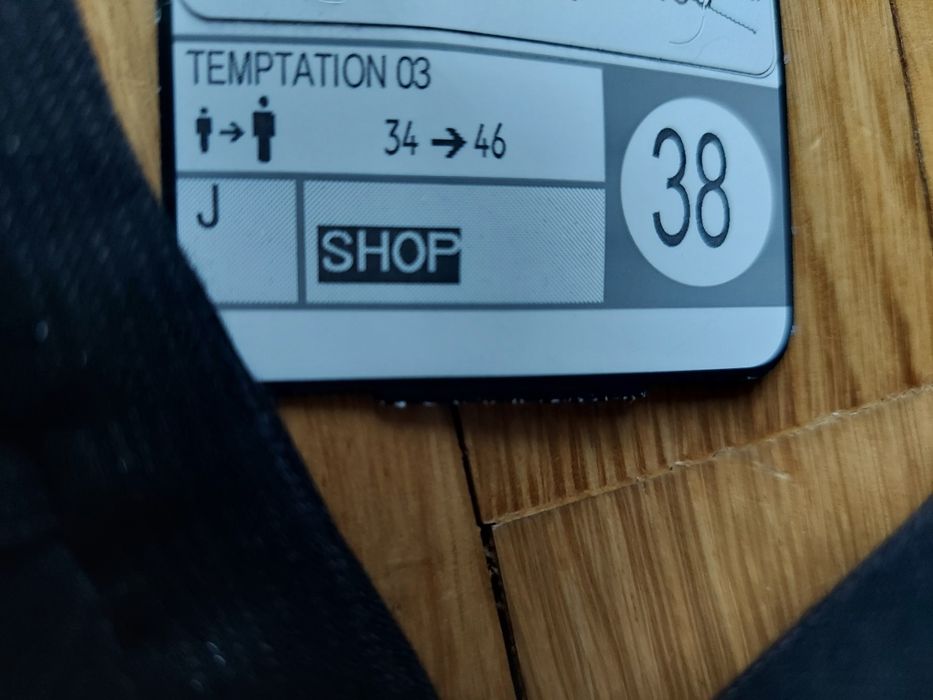 TEMPTATION 03
34 → 46
38
J
SHOP